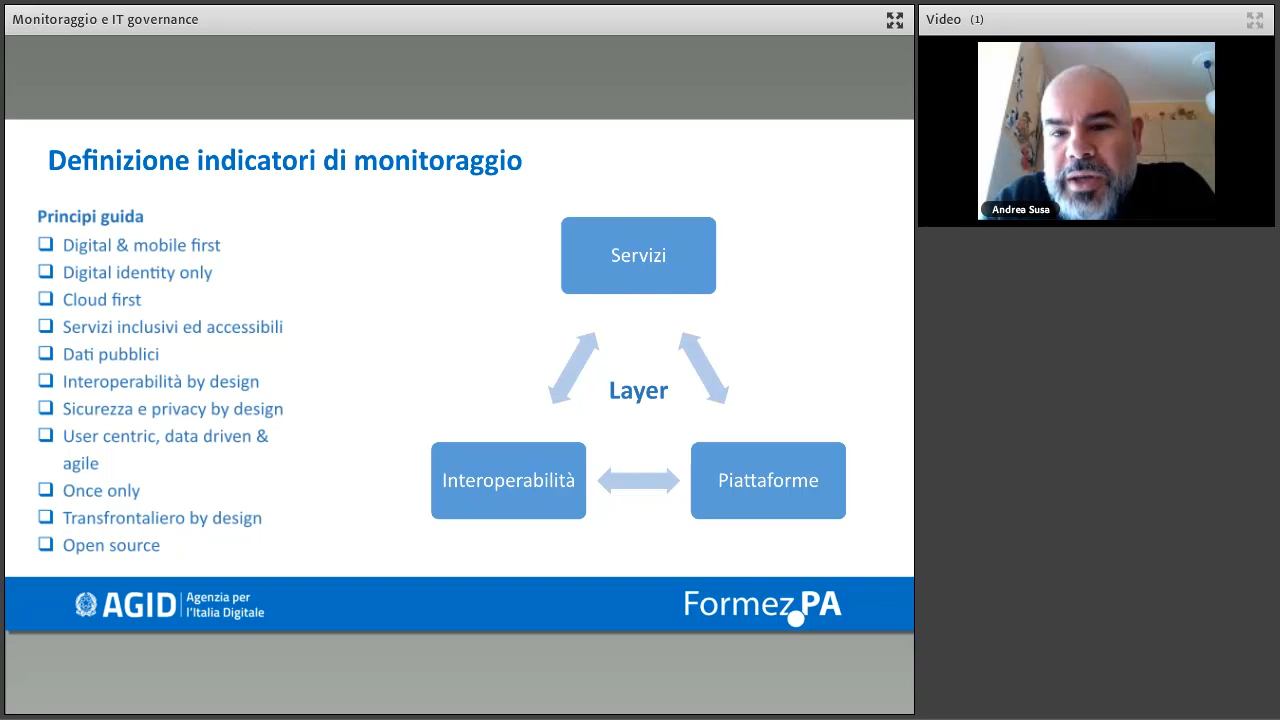 Monitoraggio e IT governance
Video (1)
Andrea Susa
Definizione indicatori di monitoraggio
Principi guida
Digital & mobile first
Digital identity only
Cloud first
Servizi inclusivi ed accessibili
Dati pubblici
Interoperabilità by design
Sicurezza e privacy by design
User centric, data driven &
agile
Once only
Transfrontaliero by design
Open source
Servizi
Layer
Interoperabilità
Piattaforme
AGID
Agenzia per
l'Italia Digitale
Formez PA